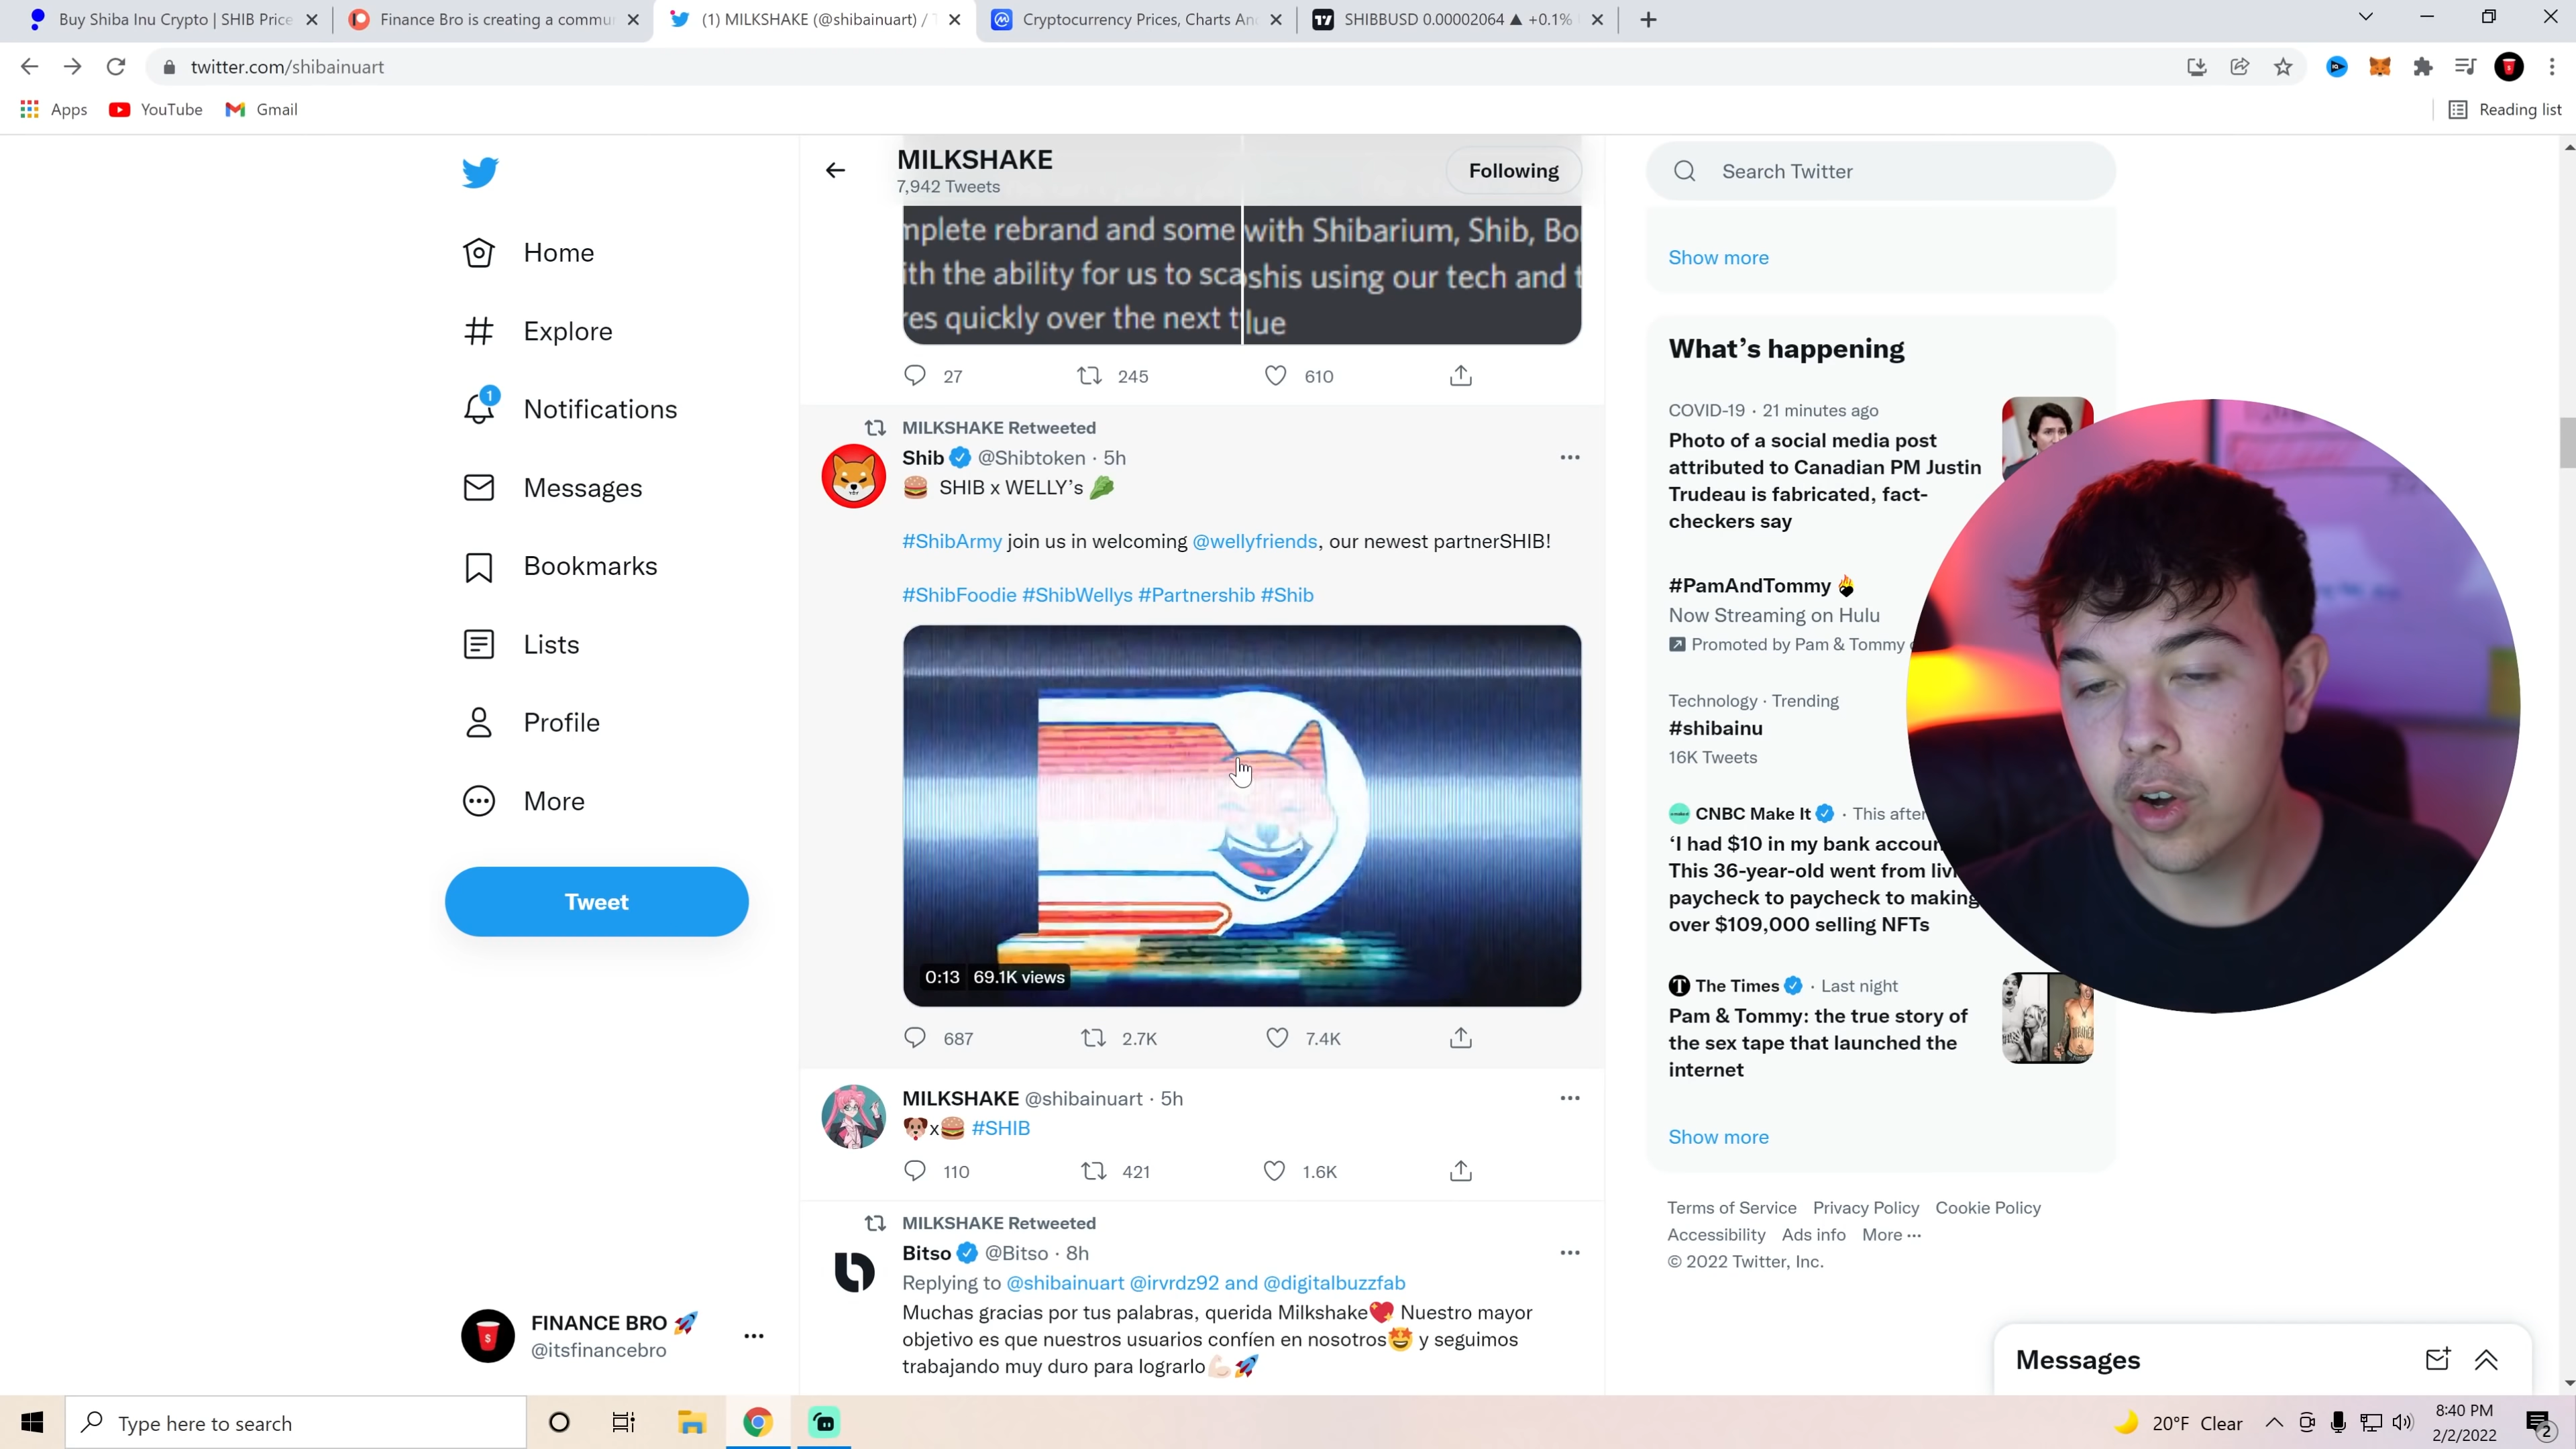 Buy Shiba Inu Crypto | SHIB Price
Finance Bro is creating a commu
(1) MILKSHAKE (@shibainuart) / T
Cryptocurrency Prices, Charts An
SHIBBUSD 0.00002064 ▲ +0.1%
twitter.com/shibainuart
Apps
YouTube
Gmail
Reading list
Home
Explore
1
Notifications
Messages
Bookmarks
Lists
Profile
More
Tweet
FINANCE BRO 🚀
@itsfinancebro
MILKSHAKE
7,942 Tweets
Following
mplete rebrand and some
ith the ability for us to sca
res quickly over the next t
with Shibarium, Shib, Bo
oshis using our tech and t
lue
27
245
610
MILKSHAKE Retweeted
Shib @Shibtoken · 5h
🍔 SHIB x WELLY’s 🥬
#ShibArmy join us in welcoming @wellyfriends, our newest partnerSHIB!
#ShibFoodie #ShibWellys #Partnershib #Shib
0:13 69.1K views
687
2.7K
7.4K
MILKSHAKE @shibainuart · 5h
🐶x🍔 #SHIB
110
421
1.6K
MILKSHAKE Retweeted
Bitso @Bitso · 8h
Replying to @shibainuart @irvrdz92 and @digitalbuzzfab
Muchas gracias por tus palabras, querida Milkshake💖 Nuestro mayor
objetivo es que nuestros usuarios confíen en nosotros🤩 y seguimos
trabajando muy duro para lograrlo💪🏻🚀
Search Twitter
Show more
What’s happening
COVID-19 · 21 minutes ago
Photo of a social media post
attributed to Canadian PM Justin
Trudeau is fabricated, fact-
checkers say
#PamAndTommy
Now Streaming on Hulu
Promoted by Pam & Tommy
Technology · Trending
#shibainu
16K Tweets
CNBC Make It · This after
‘I had $10 in my bank accoun
This 36-year-old went from livi
paycheck to paycheck to making
over $109,000 selling NFTs
The Times · Last night
Pam & Tommy: the true story of
the sex tape that launched the
internet
Show more
Terms of Service Privacy Policy Cookie Policy
Accessibility Ads info More ···
© 2022 Twitter, Inc.
Messages
Type here to search
20°F Clear
8:40 PM
2/2/2022
2